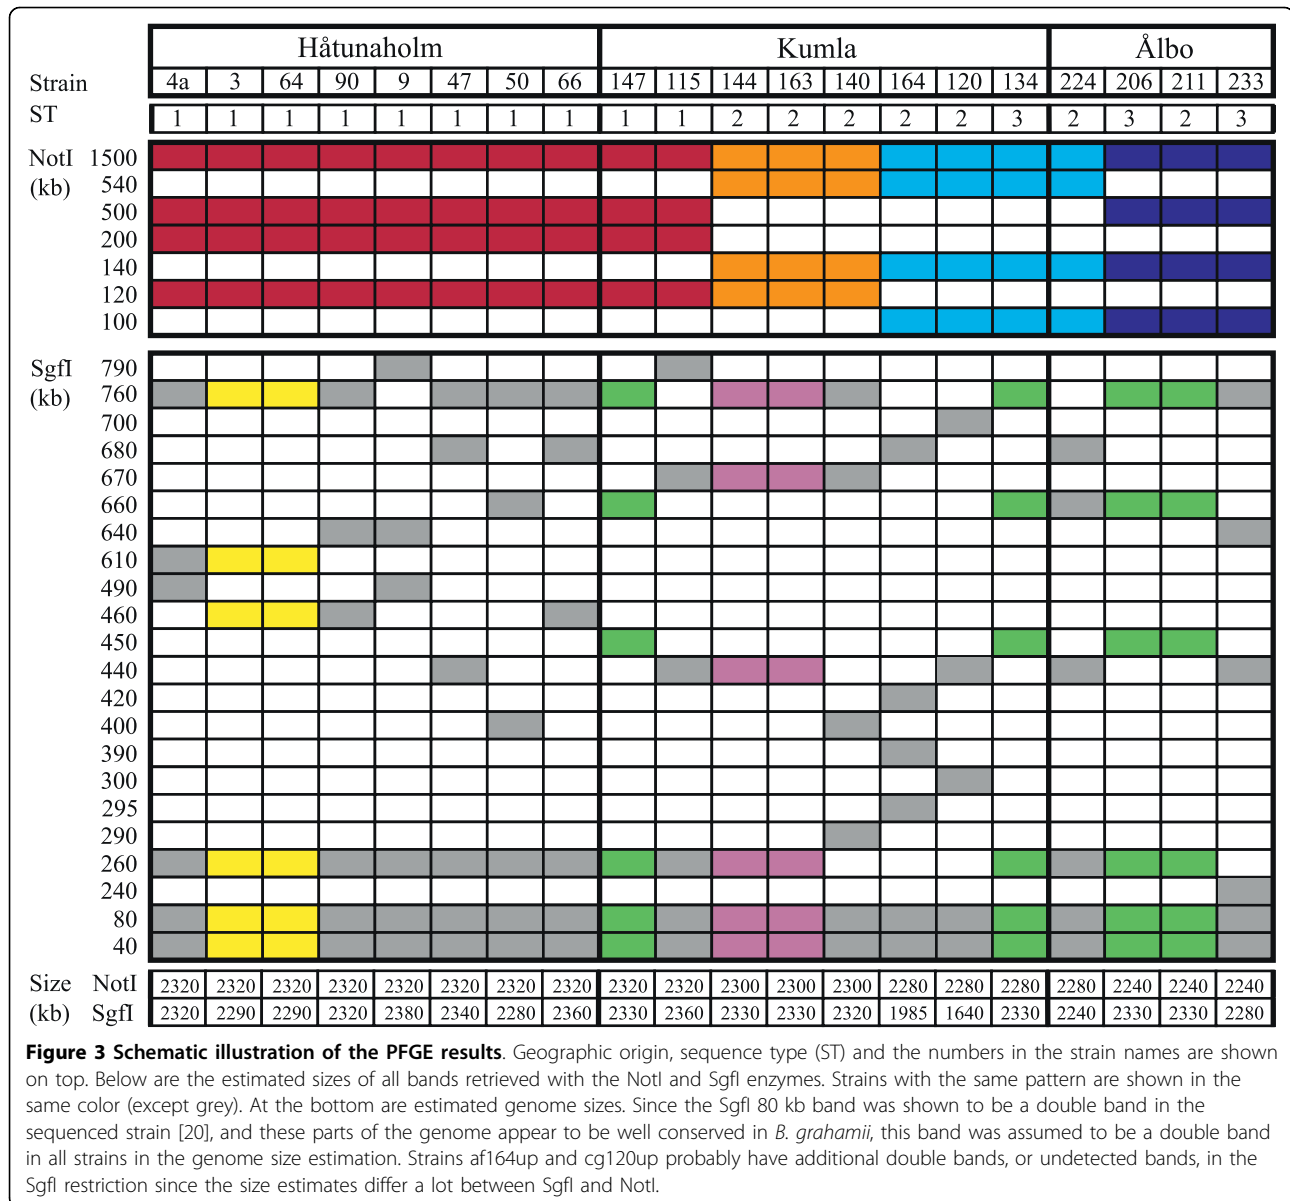 Håtunaholm Kumla Ålbo
Strain 4a 3 64 90 9 47 50 66 147 115 144 163 140 164 120 134 224 206 211 233
ST 1 1 1 1 1 1 1 1 1 1 2 2 2 2 2 3 2 3 2 3
NotI 1500
(kb) 540
500
200
140
120
100
SgfI 790
(kb) 760
700
680
670
660
640
610
490
460
450
440
420
400
390
300
295
290
260
240
80
40
Size NotI 2320 2320 2320 2320 2320 2320 2320 2320 2320 2320 2300 2300 2300 2280 2280 2280 2280 2240 2240 2240
(kb) SgfI 2320 2290 2290 2320 2380 2340 2280 2360 2330 2360 2330 2330 2320 1985 1640 2330 2240 2330 2330 2280
Figure 3 Schematic illustration of the PFGE results. Geographic origin, sequence type (ST) and the numbers in the strain names are shown
on top. Below are the estimated sizes of all bands retrieved with the NotI and SgfI enzymes. Strains with the same pattern are shown in the
same color (except grey). At the bottom are estimated genome sizes. Since the SgfI 80 kb band was shown to be a double band in the
sequenced strain [20], and these parts of the genome appear to be well conserved in B. grahamii, this band was assumed to be a double band
in all strains in the genome size estimation. Strains af164up and cg120up probably have additional double bands, or undetected bands, in the
SgfI restriction since the size estimates differ a lot between SgfI and NotI.